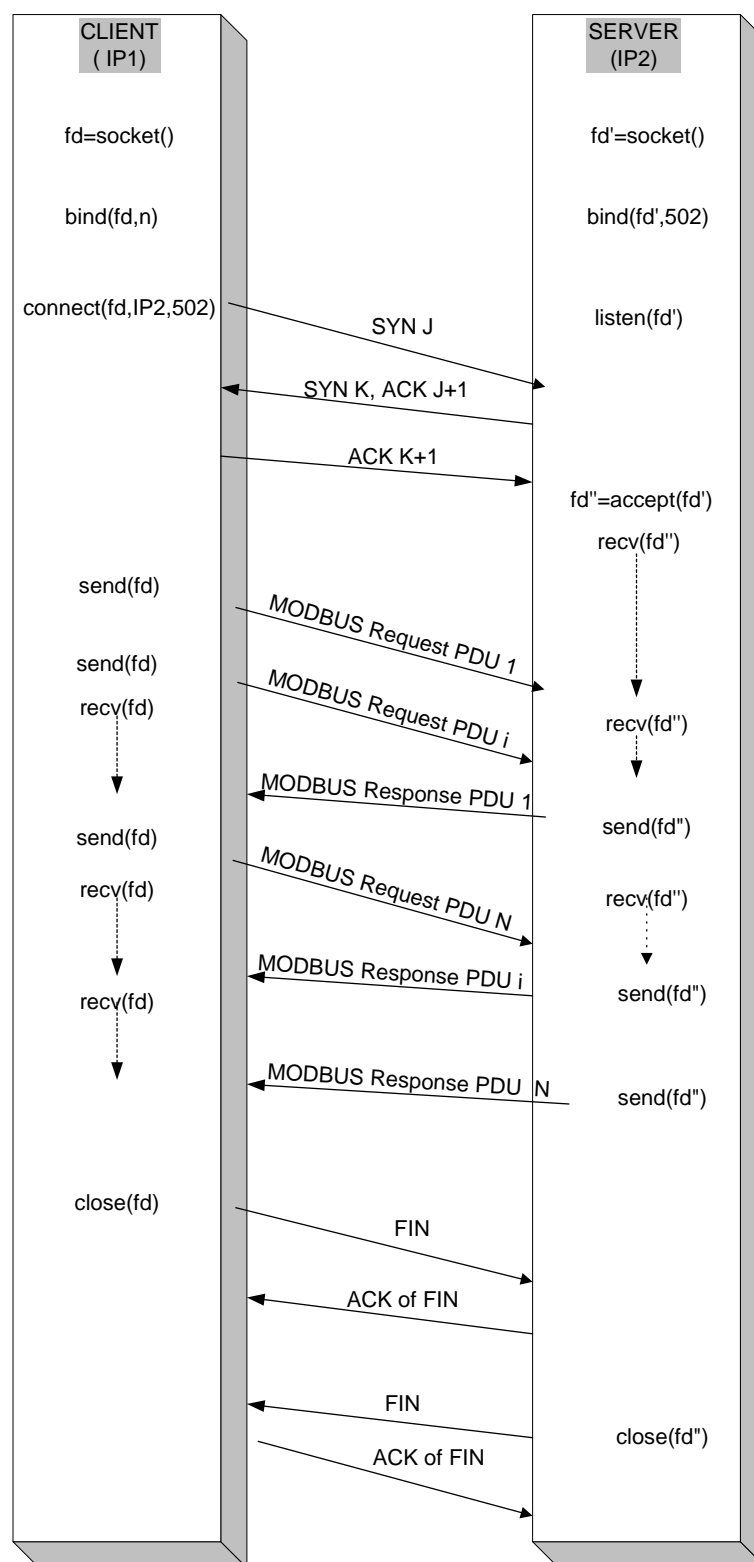 CLIENT
( IP1)
SERVER
(IP2)
fd=socket()
fd'=socket()
bind(fd,n)
bind(fd',502)
connect(fd,IP2,502)
listen(fd')
SYN J
SYN K, ACK J+1
ACK K+1
fd''=accept(fd')
recv(fd'')
send(fd)
MODBUS Request PDU 1
send(fd)
recv(fd)
MODBUS Request PDU i
recv(fd'')
MODBUS Response PDU 1
send(fd'')
send(fd)
MODBUS Request PDU N
recv(fd)
recv(fd'')
MODBUS Response PDU i
send(fd'')
recv(fd)
MODBUS Response PDU N
send(fd'')
close(fd)
FIN
ACK of FIN
FIN
close(fd'')
ACK of FIN